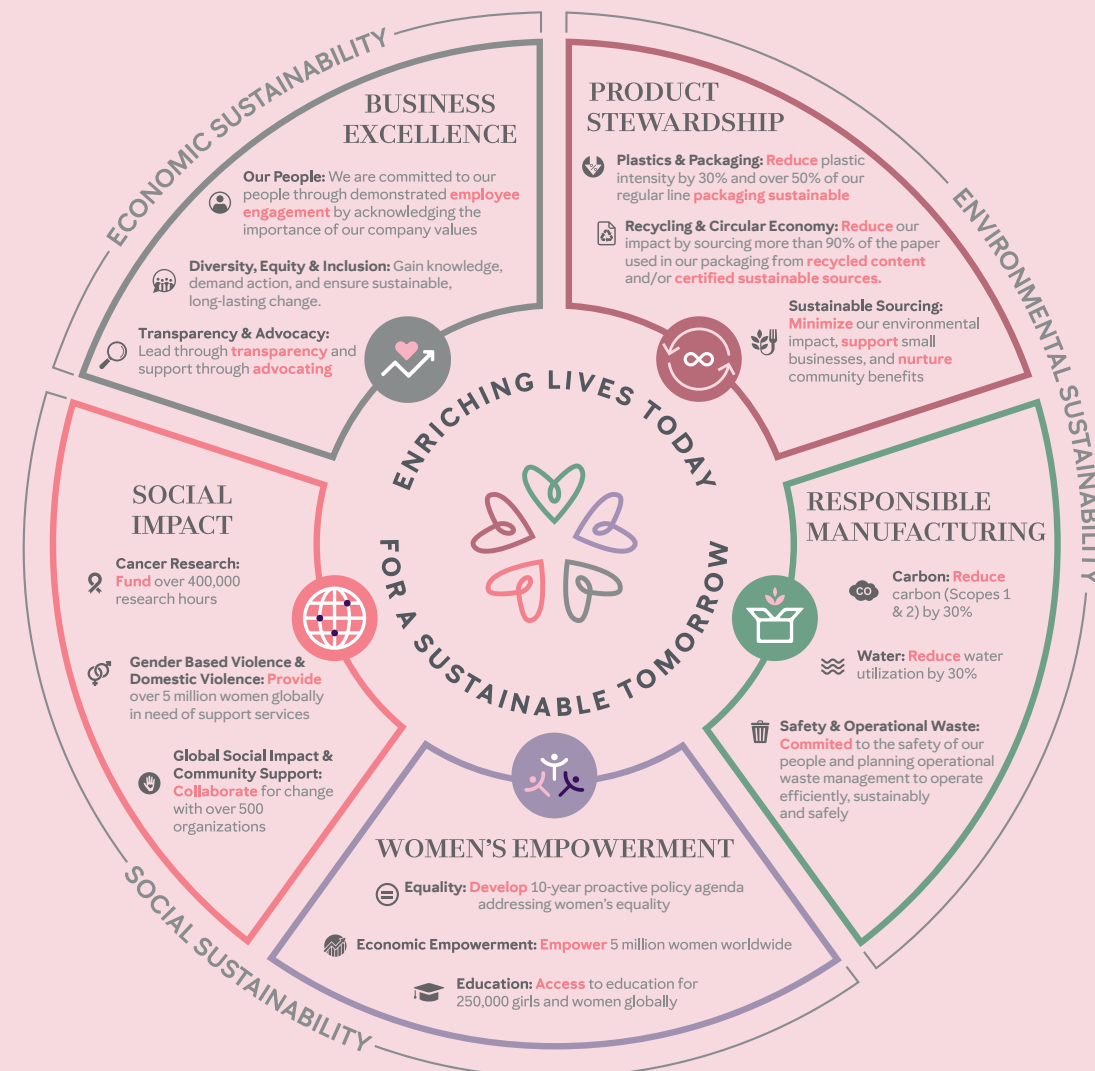 ECONOMIC SUSTAINABILITY
BUSINESS
EXCELLENCE
Our People: We are committed to our
people through demonstrated employee
engagement by acknowledging the
importance of our company values
Diversity, Equity & Inclusion: Gain knowledge,
demand action, and ensure sustainable,
long-lasting change.
Transparency & Advocacy:
Lead through transparency and
support through advocating
ENVIRONMENTAL SUSTAINABILITY
PRODUCT
STEWARDSHIP
%
Plastics & Packaging: Reduce plastic
intensity by 30% and over 50% of our
regular line packaging sustainable
Recycling & Circular Economy: Reduce our
impact by sourcing more than 90% of the paper
used in our packaging from recycled content
and/or certified sustainable sources.
Sustainable Sourcing:
Minimize our environmental
impact, support small
businesses, and nurture
community benefits
RESPONSIBLE
MANUFACTURING
CO
Carbon: Reduce
carbon (Scopes 1
& 2) by 30%
Water: Reduce water
utilization by 30%
Safety & Operational Waste:
Commited to the safety of our
people and planning operational
waste management to operate
efficiently, sustainably
and safely
SOCIAL SUSTAINABILITY
WOMEN'S EMPOWERMENT
Equality: Develop 10-year proactive policy agenda
addressing women's equality
Economic Empowerment: Empower 5 million women worldwide
Education: Access to education for
250,000 girls and women globally
SOCIAL
IMPACT
Cancer Research:
Fund over 400,000
research hours
Gender Based Violence &
Domestic Violence: Provide
over 5 million women globally
in need of support services
Global Social Impact &
Community Support:
Collaborate for change
with over 500
organizations
ENRICHING LIVES TODAY
FOR A SUSTAINABLE TOMORROW